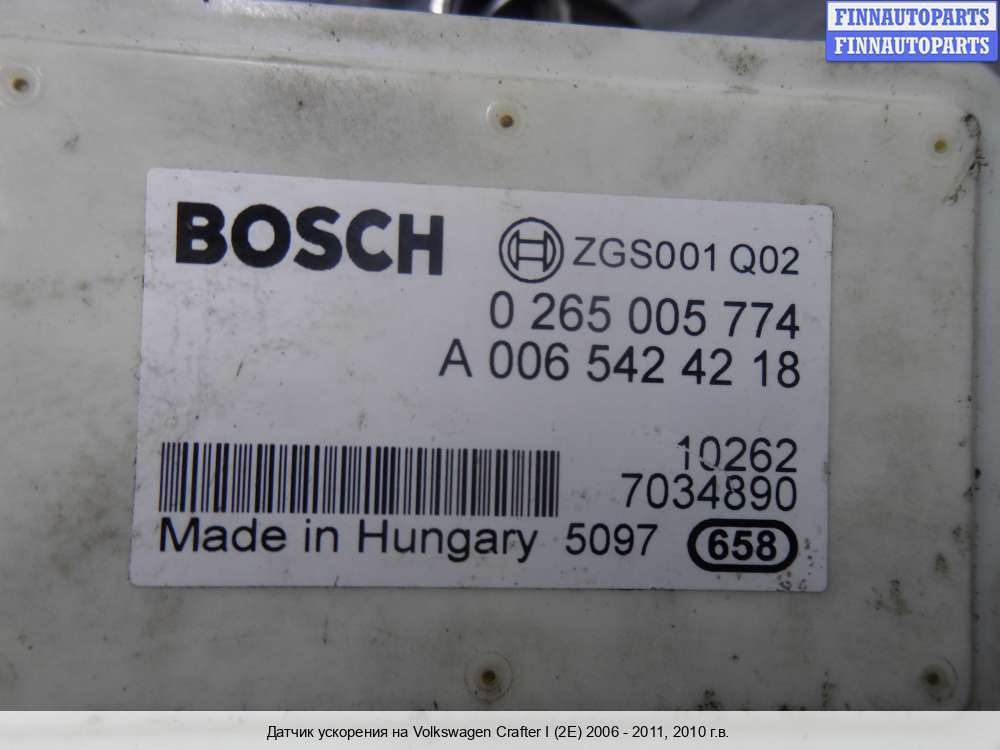 FINNAUTOPARTS
FINNAUTOPARTS
BOSCH
ZGS001 Q02
0 265 005 774
A 006 542 42 18
10262
7034890
Made in Hungary 5097 658
Датчик ускорения на Volkswagen Crafter I (2E) 2006 - 2011, 2010 г.в.